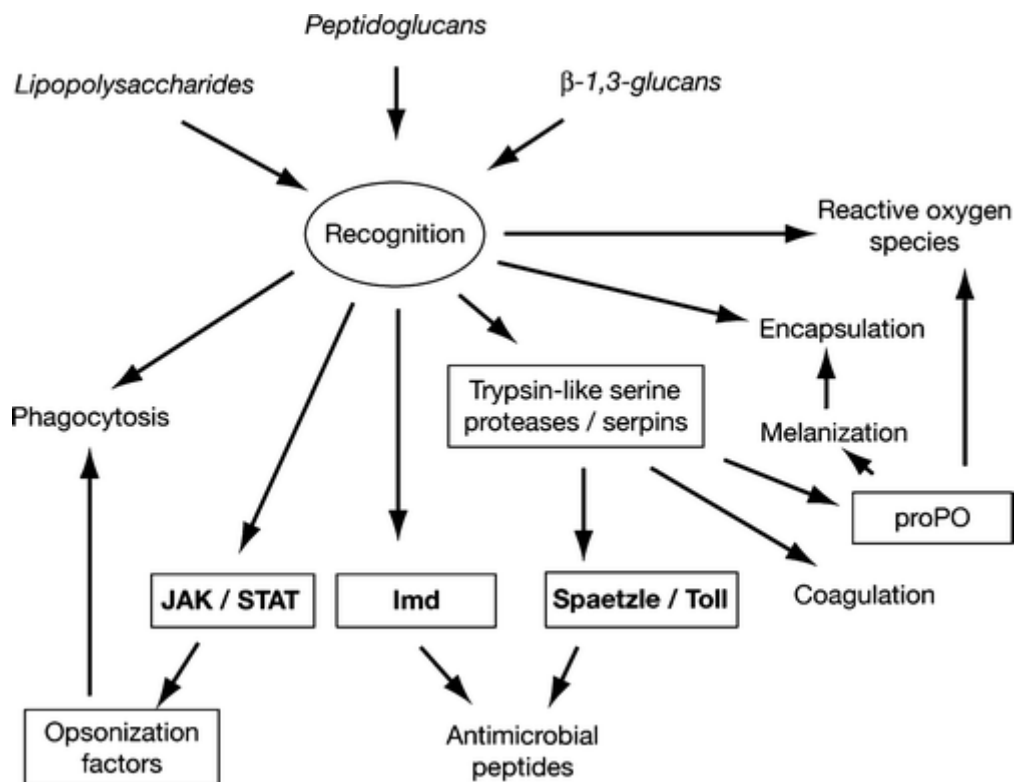 Peptidoglucans
Lipopolysaccharides
β-1,3-glucans
Recognition
Reactive oxygen
species
Encapsulation
Trypsin-like serine
proteases / serpins
Phagocytosis
Melanization
proPO
JAK / STAT
Imd
Spaetzle / Toll
Coagulation
Opsonization
factors
Antimicrobial
peptides